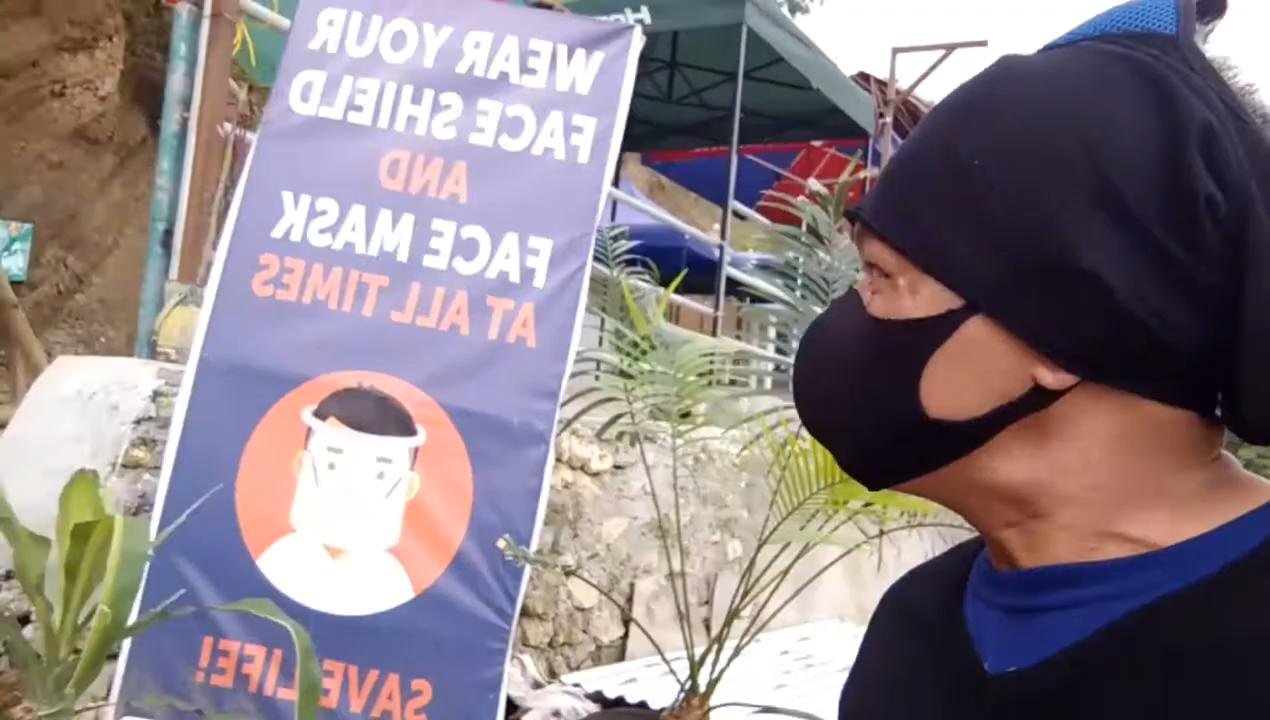 WEAR YOUR
FACE SHIELD
AND
FACE MASK
AT ALL TIMES
SAVE LIFE!